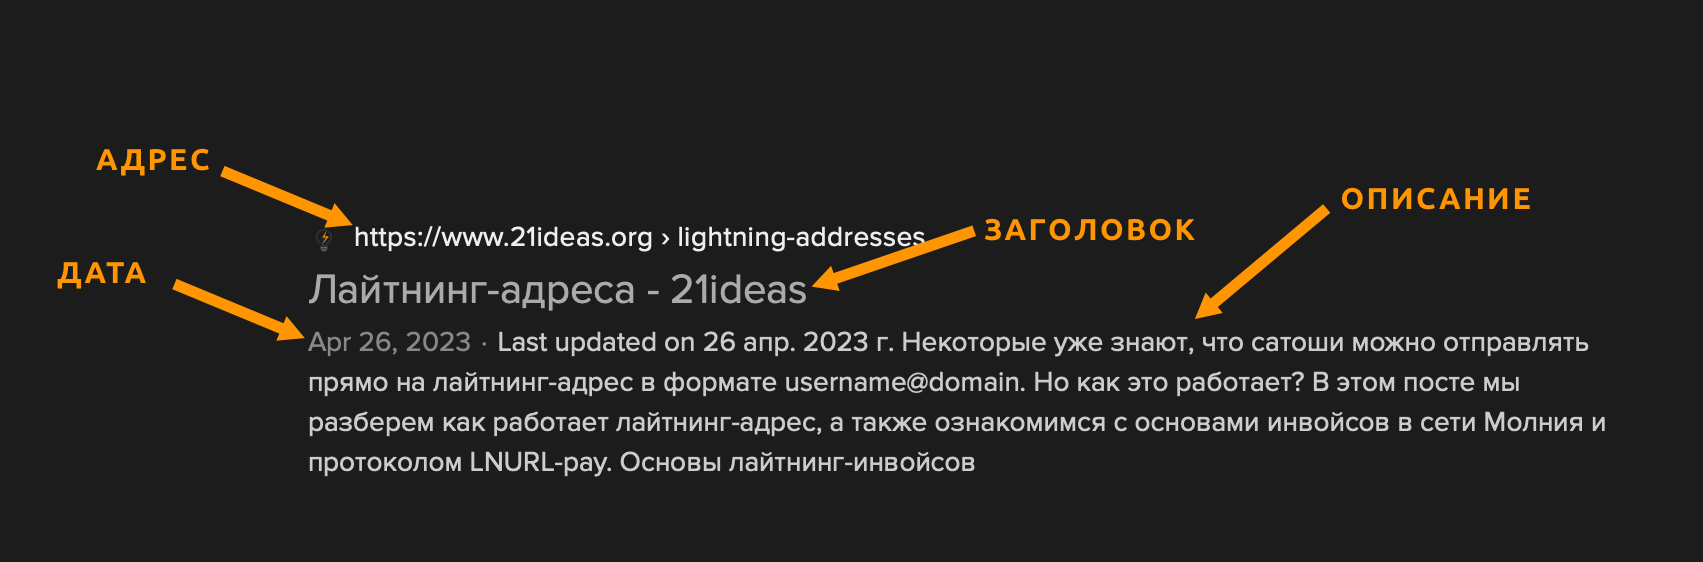 АДРЕС
ОПИСАНИЕ
ЗАГОЛОВОК
https://www.21ideas.org › lightning-addresses
ДАТА
Лайтнинг-адреса - 21ideas
Apr 26, 2023 · Last updated on 26 апр. 2023 г. Некоторые уже знают, что сатоши можно отправлять
прямо на лайтнинг-адрес в формате username@domain. Но как это работает? В этом посте мы
разберем как работает лайтнинг-адрес, а также ознакомимся с основами инвойсов в сети Молния и
протоколом LNURL-pay. Основы лайтнинг-инвойсов